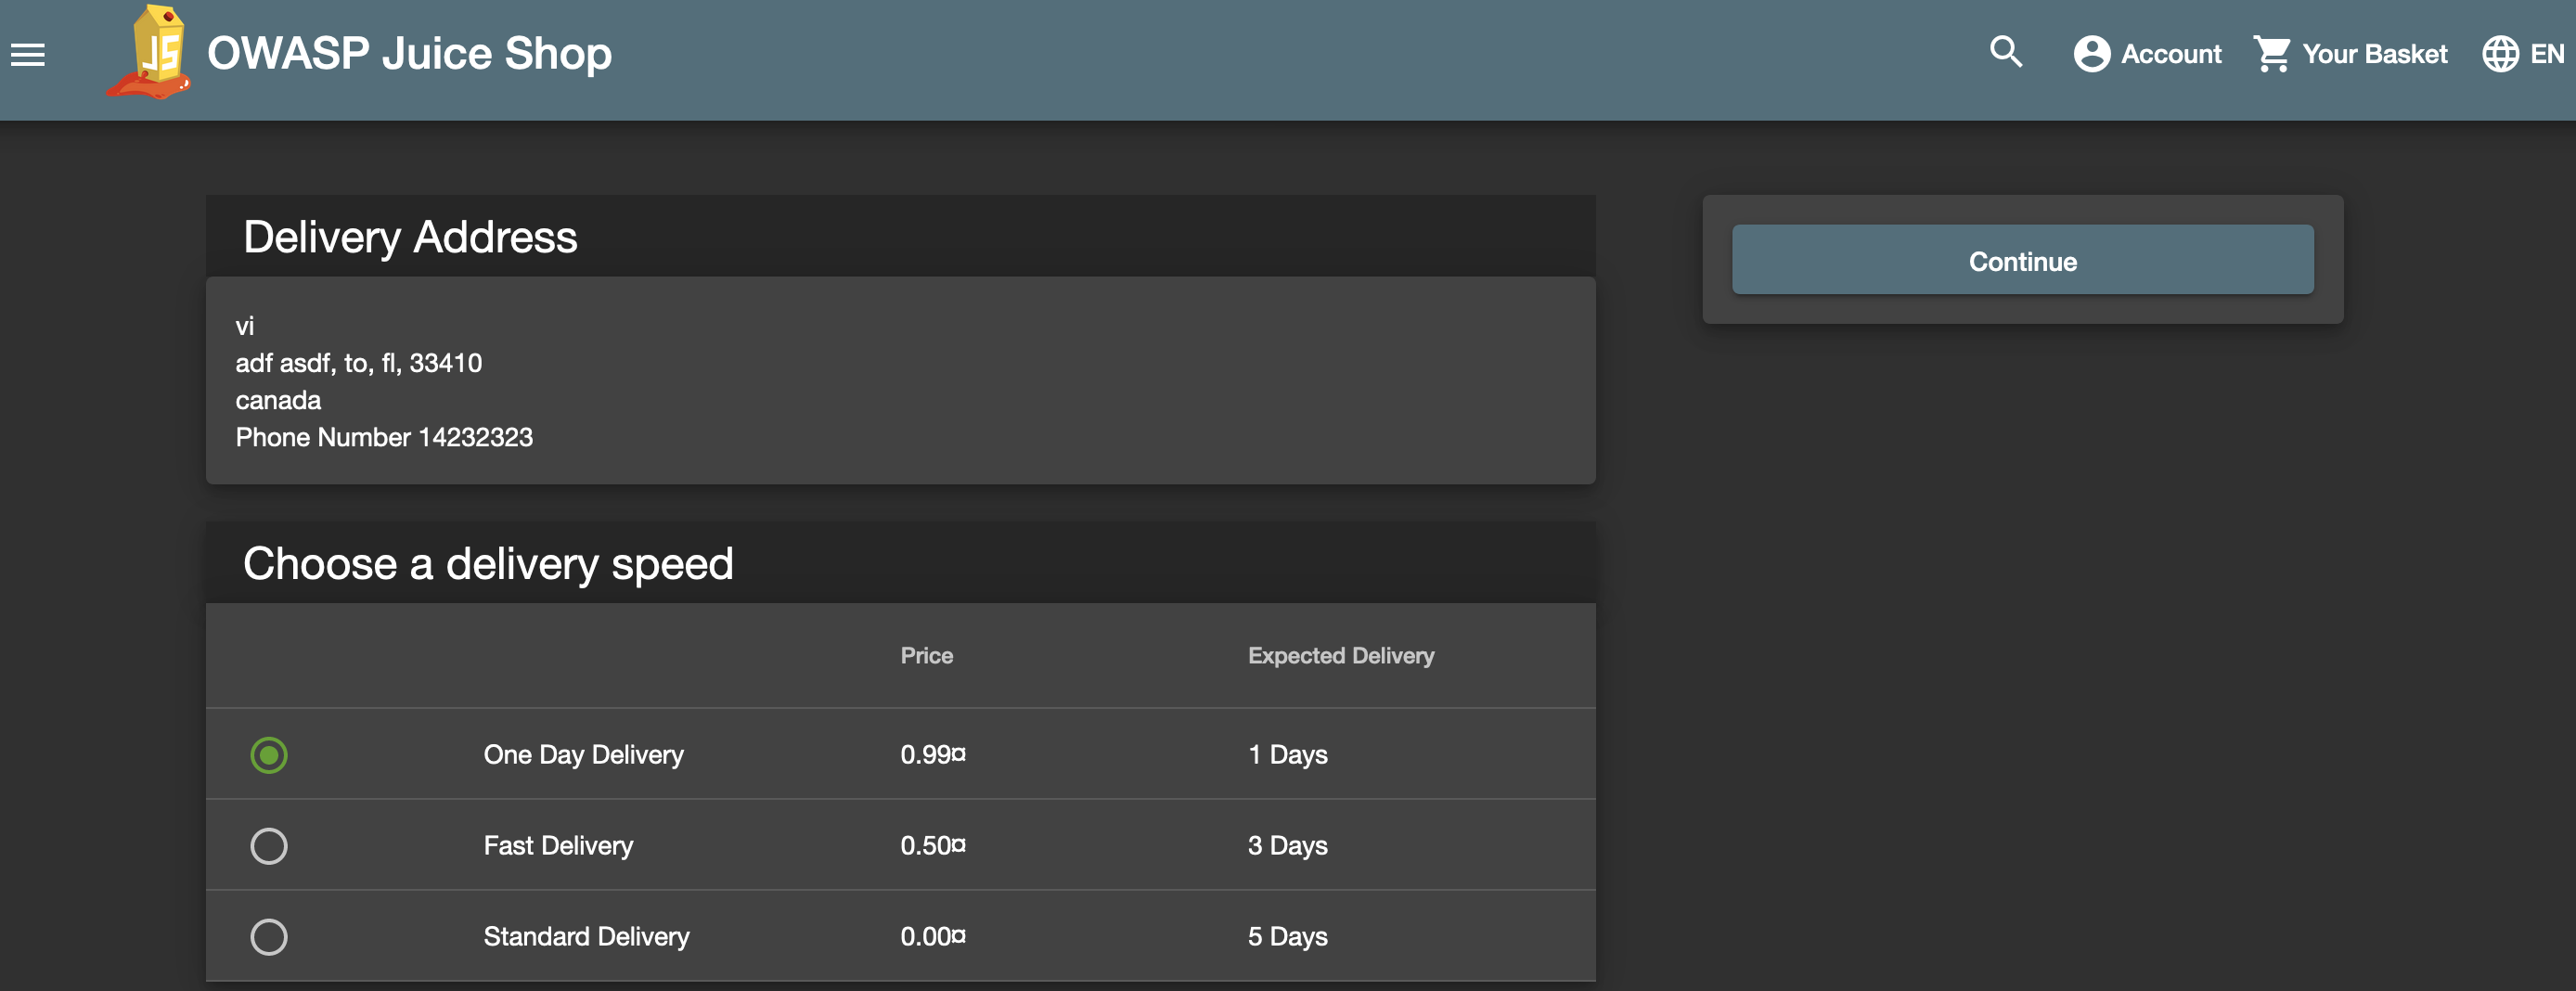 JS
OWASP Juice Shop
Account
Your Basket
EN
Delivery Address
vi
adf asdf, to, fl, 33410
canada
Phone Number 14232323
Continue
Choose a delivery speed
Price Expected Delivery
One Day Delivery 0.99¤ 1 Days
Fast Delivery 0.50¤ 3 Days
Standard Delivery 0.00¤ 5 Days